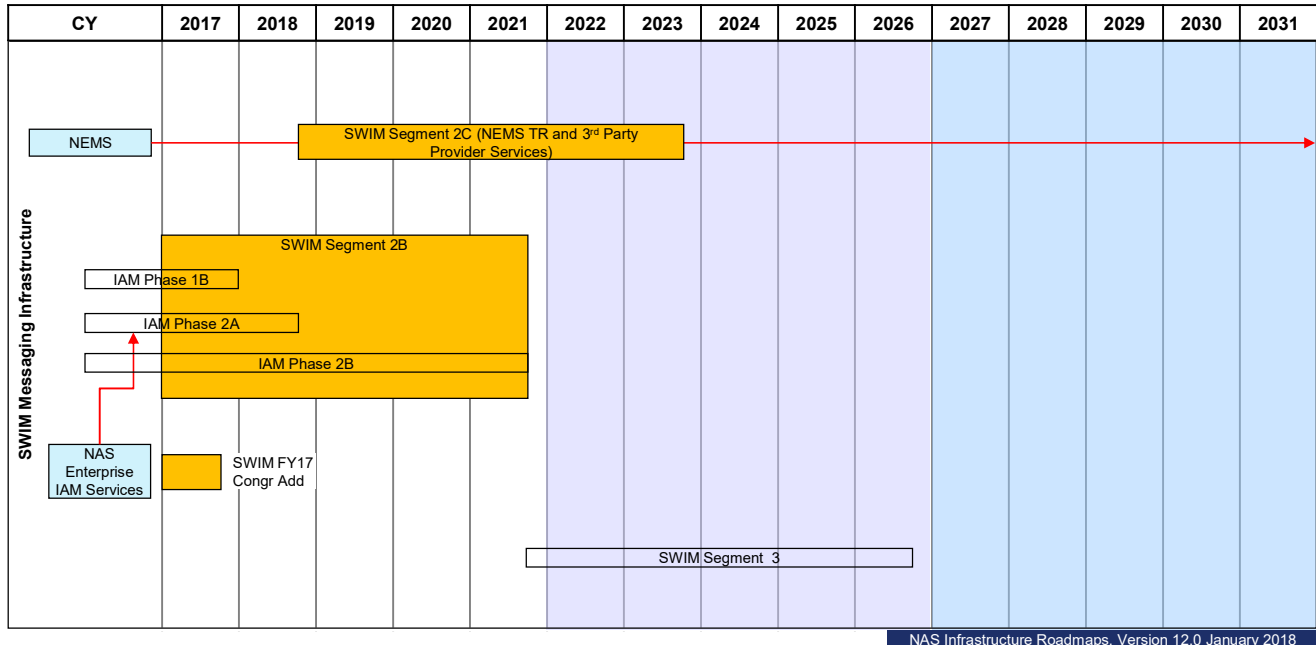 CY 2017 2018 2019 2020 2021 2022 2023 2024 2025 2026 2027 2028 2029 2030 2031
SWIM Messaging Infrastructure
NEMS
SWIM Segment 2C (NEMS TR and 3rd Party
Provider Services)
SWIM Segment 2B
IAM Phase 1B
IAM Phase 2A
IAM Phase 2B
NAS
Enterprise
IAM Services
SWIM FY17
Congr Add
SWIM Segment 3
NAS Infrastructure Roadmaps, Version 12.0 January 2018